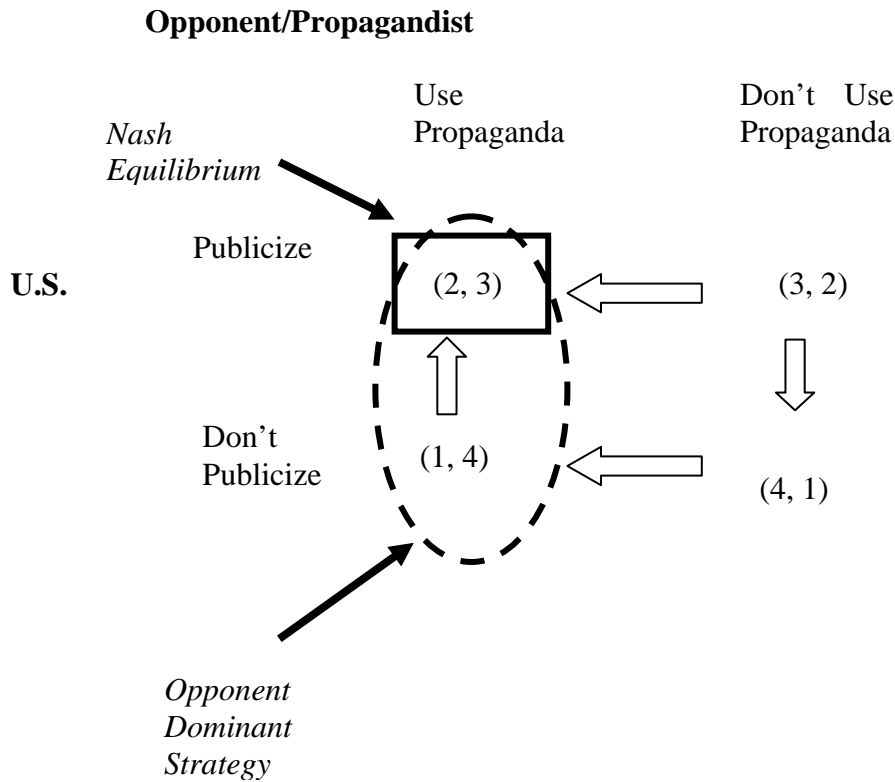 Opponent/Propagandist
Use
Propaganda
Don't Use
Propaganda
Nash
Equilibrium
Publicize
U.S.
(2, 3)
(3, 2)
Don't
Publicize
(1, 4)
(4, 1)
Opponent
Dominant
Strategy